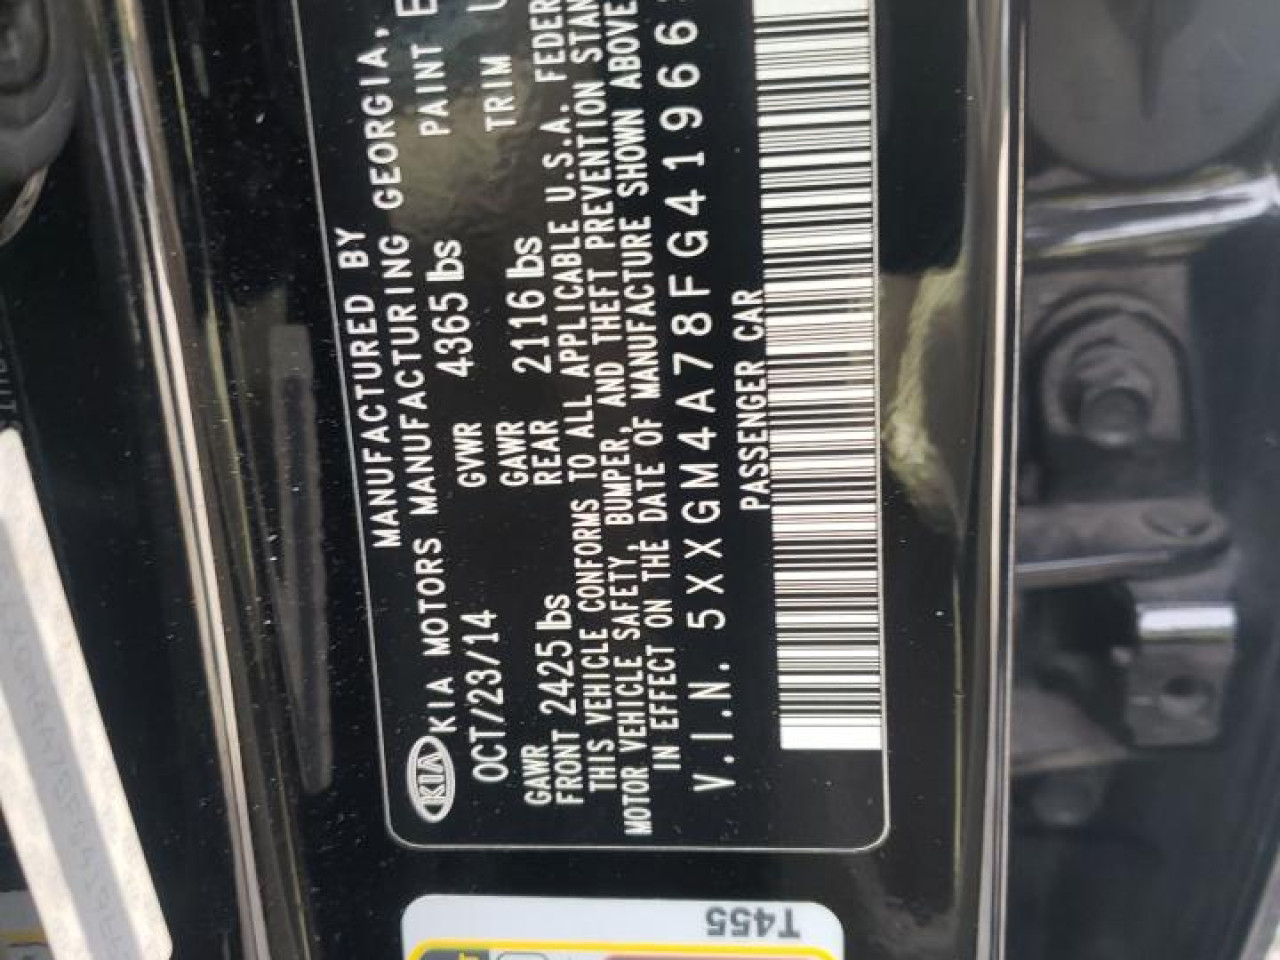 MANUFACTURED BY
KIA KIA MOTORS MANUFACTURING GEORGIA,
OCT/23/14 GVWR 4365 lbs PAINT
GAWR FRONT 2425 lbs GAWR REAR 2116 lbs TRIM
THIS VEHICLE CONFORMS TO ALL APPLICABLE U.S.A. FEDER
MOTOR VEHICLE SAFETY, BUMPER, AND THEFT PREVENTION STAN
IN EFFECT ON THE DATE OF MANUFACTURE SHOWN ABOVE
V.I.N. 5XXGM4A78FG41966
PASSENGER CAR
T455